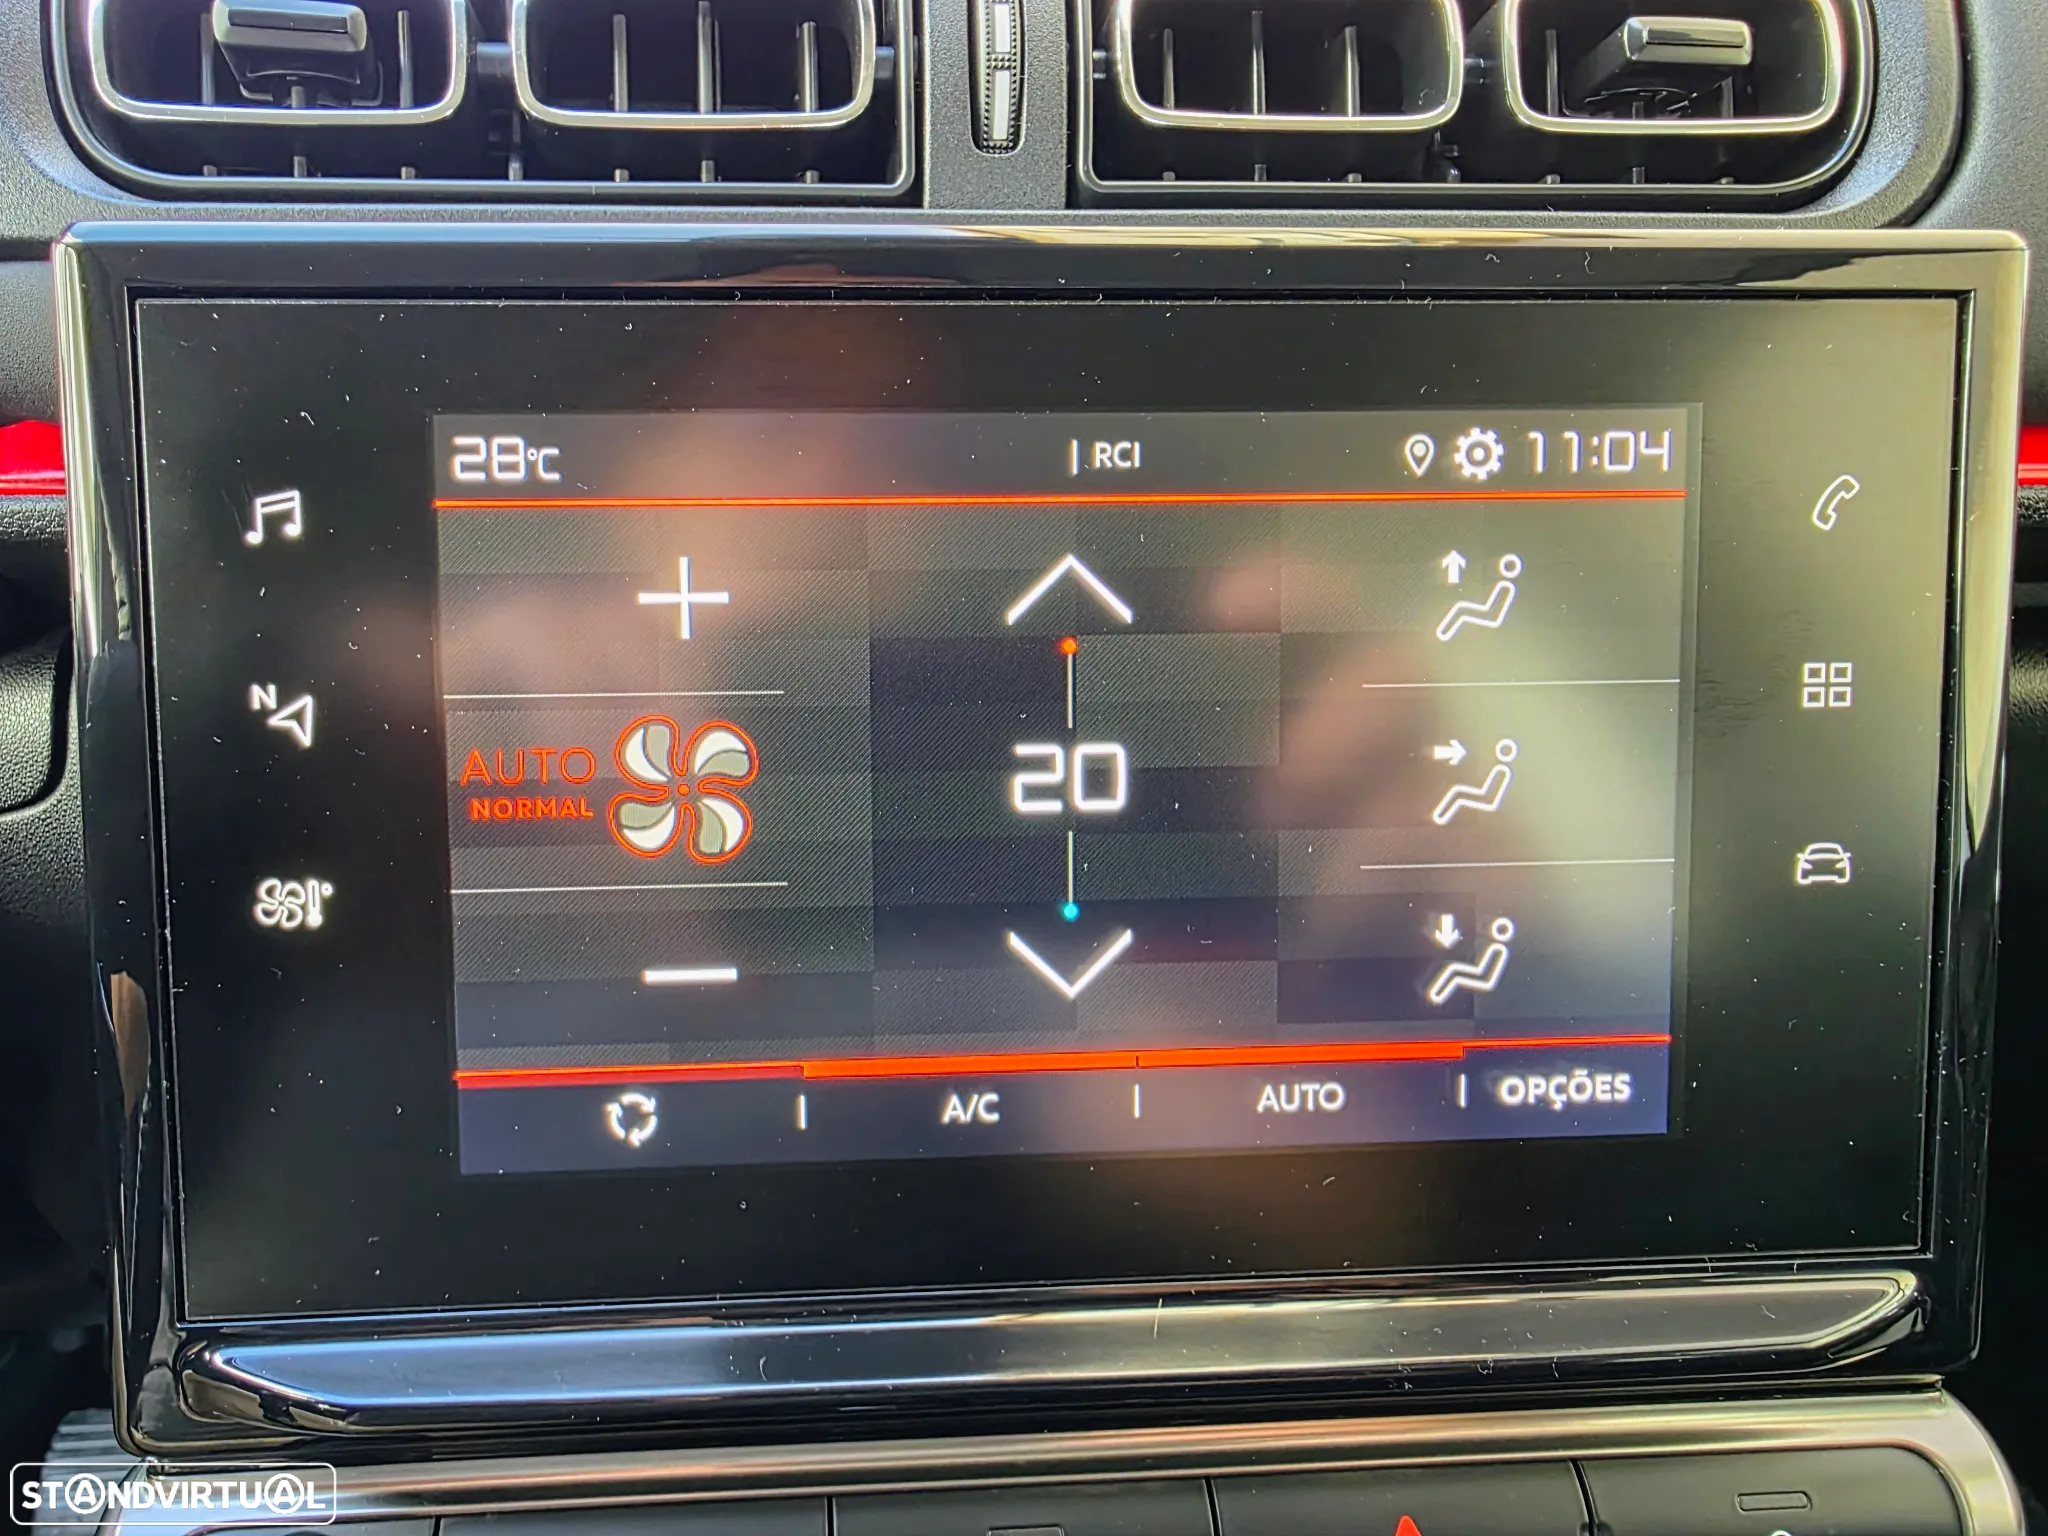 28°C | RCI 11:04
N
AUTO
NORMAL
20
| A/C | AUTO | OPÇÕES
STANDVIRTUAL